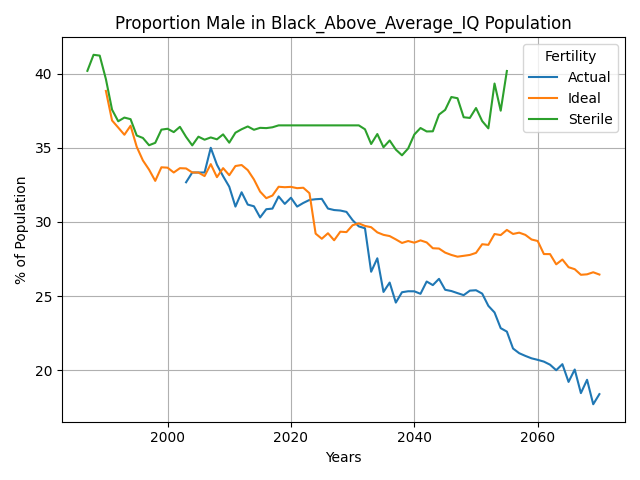 Proportion Male in Black_Above_Average_IQ Population
Fertility
Actual
Ideal
Sterile
% of Population
40
35
30
25
20
2000
2020
2040
2060
Years